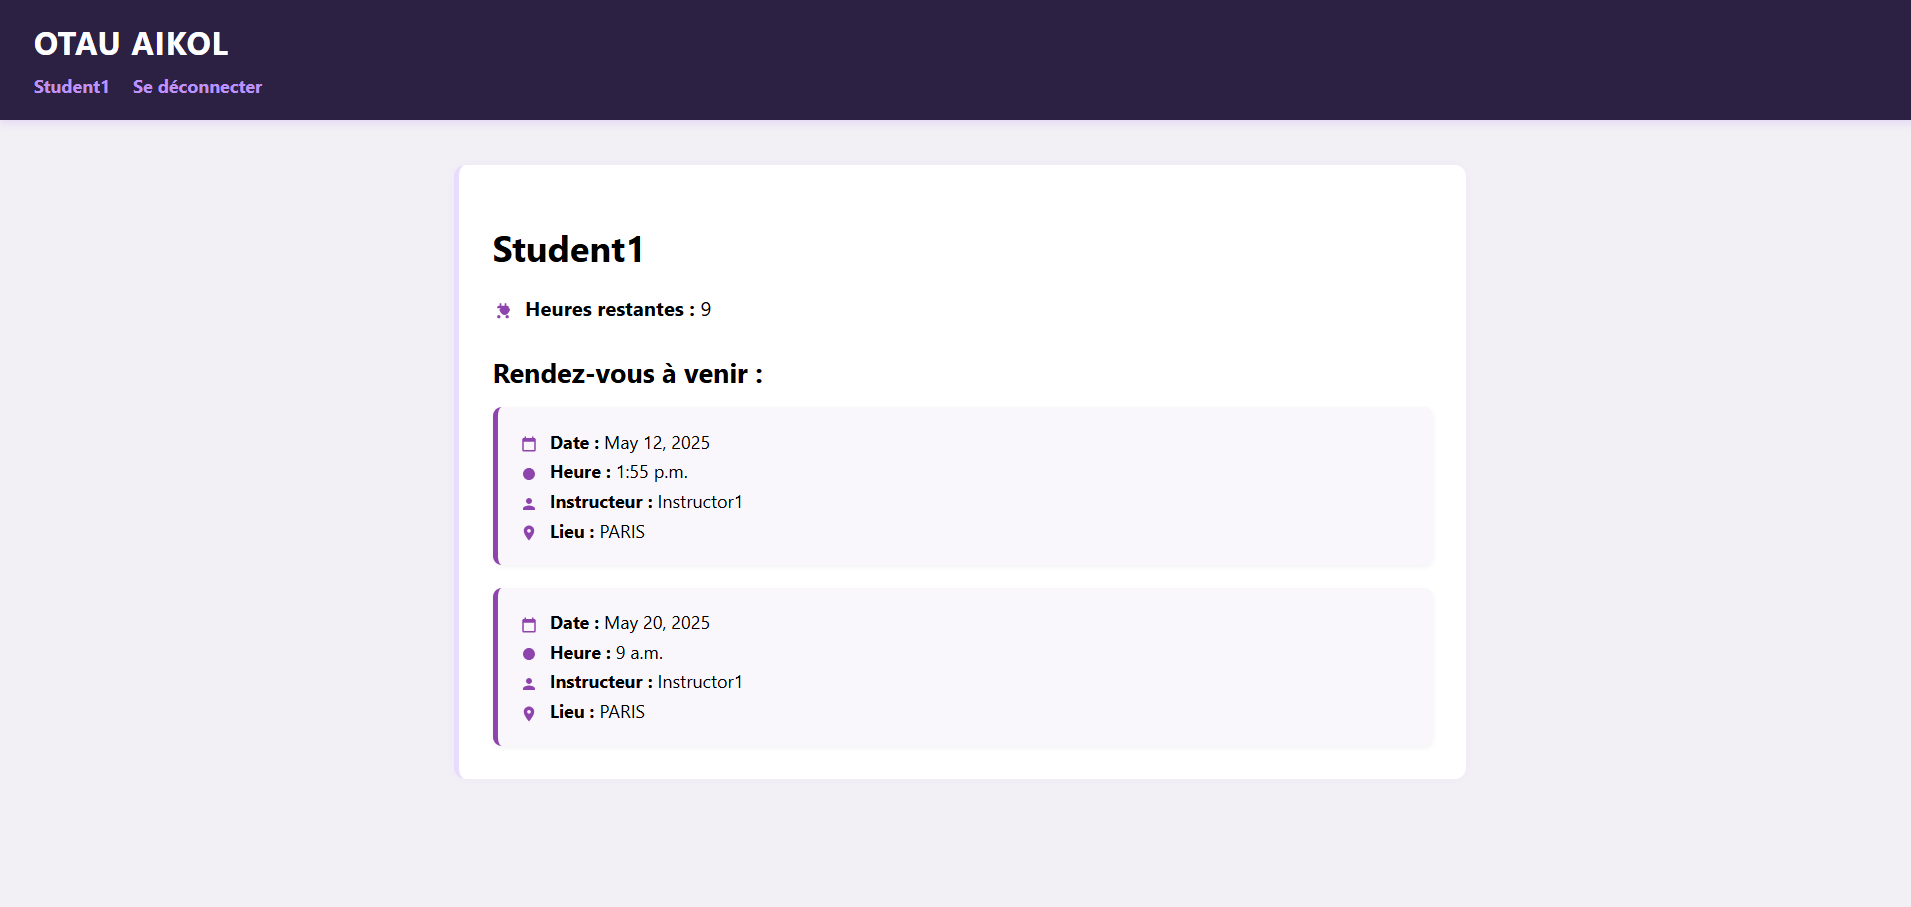 OTAU AIKOL
Student1 Se déconnecter
Student1
Heures restantes : 9
Rendez-vous à venir :
Date : May 12, 2025
Heure : 1:55 p.m.
Instructeur : Instructor1
Lieu : PARIS
Date : May 20, 2025
Heure : 9 a.m.
Instructeur : Instructor1
Lieu : PARIS